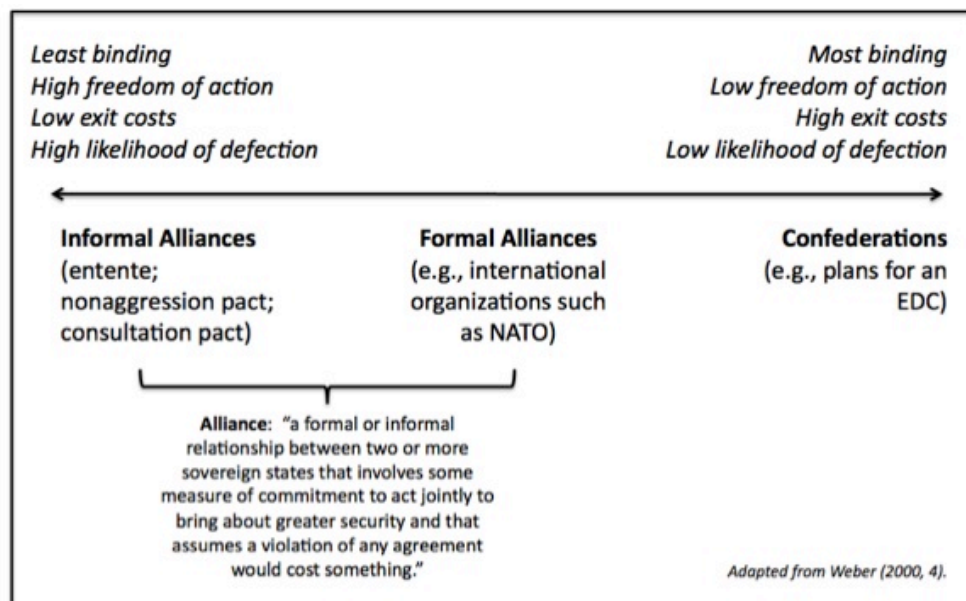 Least binding
High freedom of action
Low exit costs
High likelihood of defection
Most binding
Low freedom of action
High exit costs
Low likelihood of defection
Informal Alliances
(entente;
nonaggression pact;
consultation pact)
Formal Alliances
(e.g., international
organizations such
as NATO)
Confederations
(e.g., plans for an
EDC)
Alliance: “a formal or informal
relationship between two or more
sovereign states that involves some
measure of commitment to act jointly to
bring about greater security and that
assumes a violation of any agreement
would cost something.”
Adapted from Weber (2000, 4).